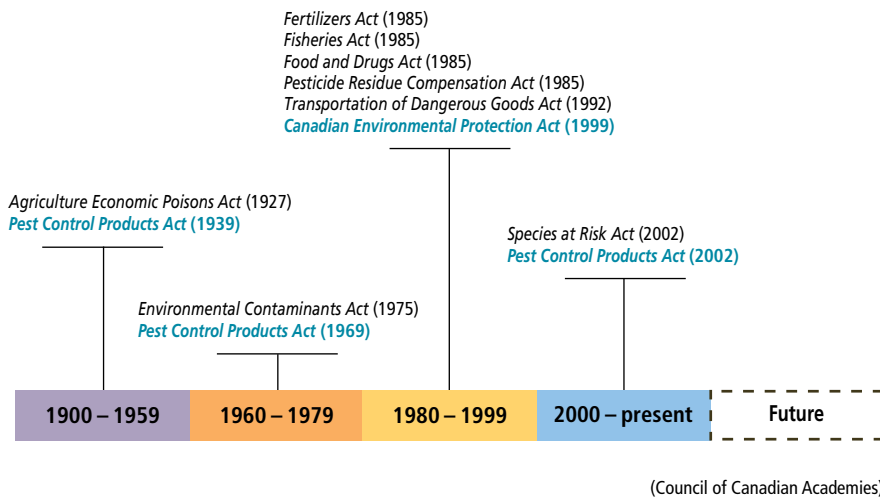 Fertilizers Act (1985)
Fisheries Act (1985)
Food and Drugs Act (1985)
Pesticide Residue Compensation Act (1985)
Transportation of Dangerous Goods Act (1992)
Canadian Environmental Protection Act (1999)
Agriculture Economic Poisons Act (1927)
Pest Control Products Act (1939)
Species at Risk Act (2002)
Pest Control Products Act (2002)
Environmental Contaminants Act (1975)
Pest Control Products Act (1969)
1900 – 1959
1960 – 1979
1980 – 1999
2000 – present
Future
(Council of Canadian Academies)